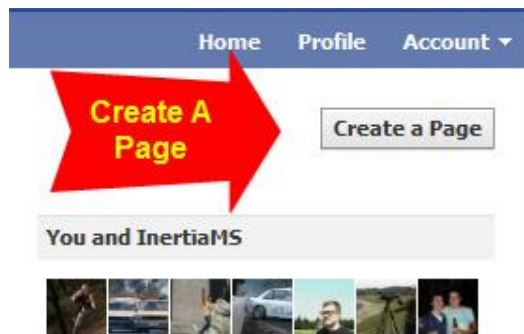 Home Profile Account
Create A
Page
Create a Page
You and InertiaMS